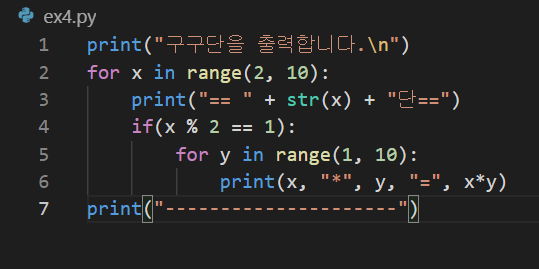 ex4.py
1 print("구구단을 출력합니다.\n")
2 for x in range(2, 10):
3     print("== " + str(x) + "단==")
4     if(x % 2 == 1):
5         for y in range(1, 10):
6             print(x, "*", y, "=", x*y)
7 print("---------------------")